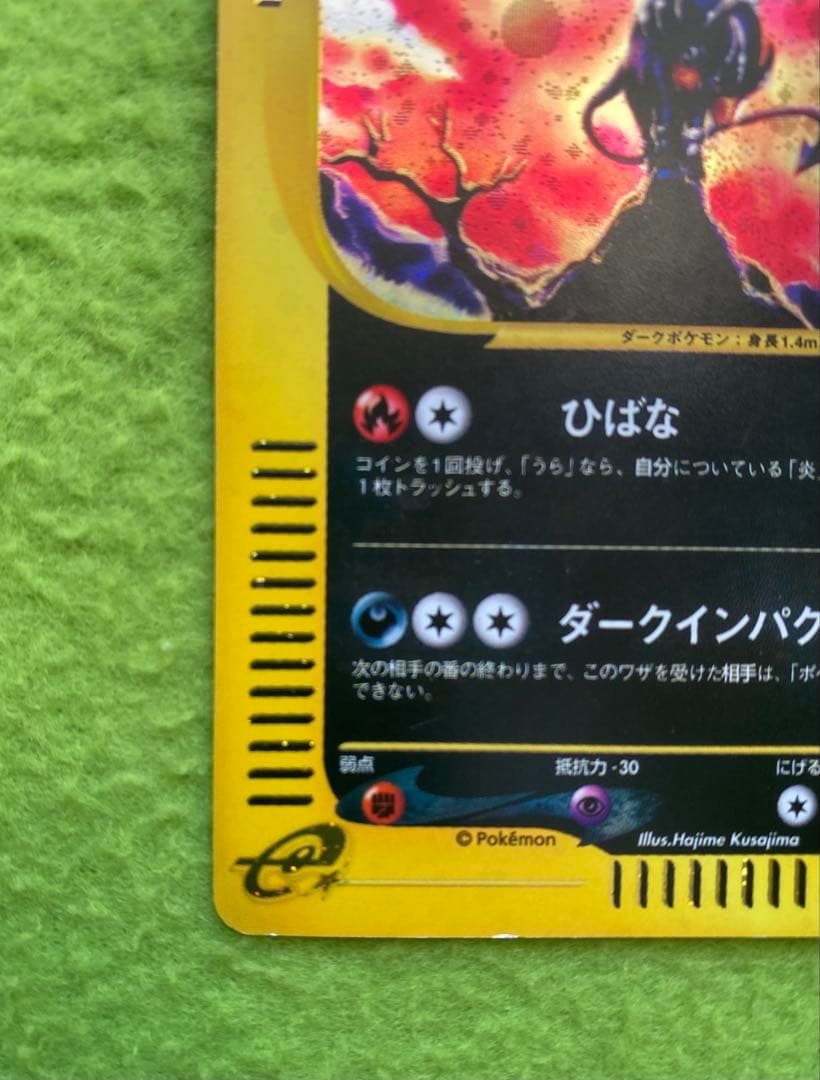 ダークポケモン：身長1.4m
ひばな
コインを1回投げ、「うら」なら、自分についている「炎
1枚トラッシュする。
ダークインパク
次の相手の番の終わりまで、このワザを受けた相手は、「ポケ
できない。
弱点 抵抗力-30 にげる
© Pokémon Illus.Hajime Kusajima
e